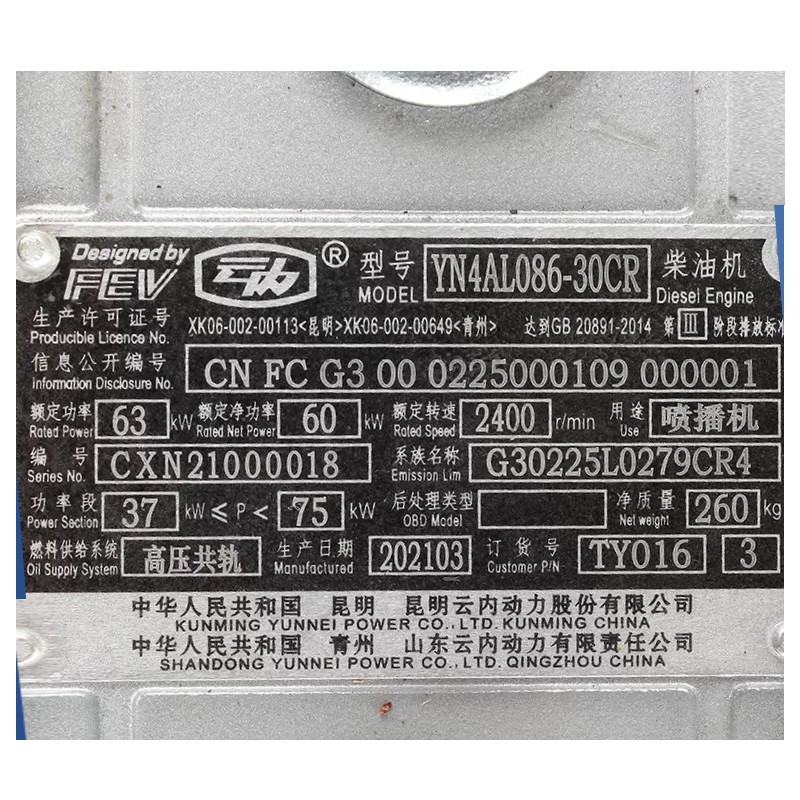 Designed by FEV 云内 ® 型号 MODEL YN4AL086-30CR 柴油机 Diesel Engine
生产许可证号 Producible Licence No. XK06-002-00113<昆明>XK06-002-00649<青州> 达到GB 20891-2014 第 III 阶段排放标准
信息公开编号 Information Disclosure No. CN FC G3 00 0225000109 000001
额定功率 Rated Power 63 kW 额定净功率 Rated Net Power 60 kW 额定转速 Rated Speed 2400 r/min 用途 Use 喷播机
编号 Series No. CXN21000018 系族名称 Emission Lim G30225L0279CR4
功率段 Power Section 37 kW ≤ P < 75 kW 后处理类型 OBD Model 净质量 Net weight 260 kg
燃料供给系统 Oil Supply System 高压共轨 生产日期 Manufactured 202103 订货号 Customer P/N TY016 3
中华人民共和国 昆明 昆明云内动力股份有限公司
KUNMING YUNNEI POWER CO., LTD. KUNMING CHINA
中华人民共和国 青州 山东云内动力有限责任公司
SHANDONG YUNNEI POWER CO., LTD. QINGZHOU CHINA